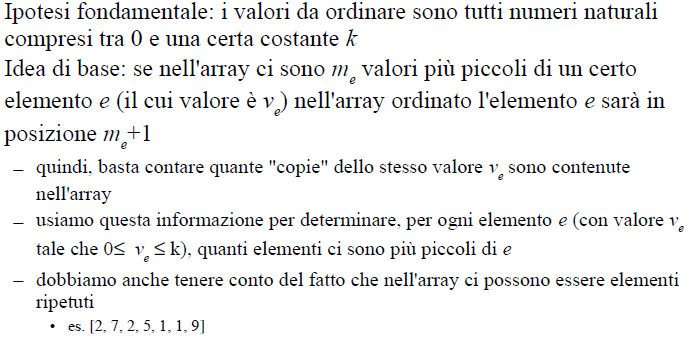 Ipotesi fondamentale: i valori da ordinare sono tutti numeri naturali
compresi tra 0 e una certa costante k
Idea di base: se nell'array ci sono m_e valori più piccoli di un certo
elemento e (il cui valore è v_e) nell'array ordinato l'elemento e sarà in
posizione m_e+1
– quindi, basta contare quante "copie" dello stesso valore v_e sono contenute
nell'array
– usiamo questa informazione per determinare, per ogni elemento e (con valore v_e
tale che 0≤ v_e ≤ k), quanti elementi ci sono più piccoli di e
– dobbiamo anche tenere conto del fatto che nell'array ci possono essere elementi
ripetuti
• es. [2, 7, 2, 5, 1, 1, 9]